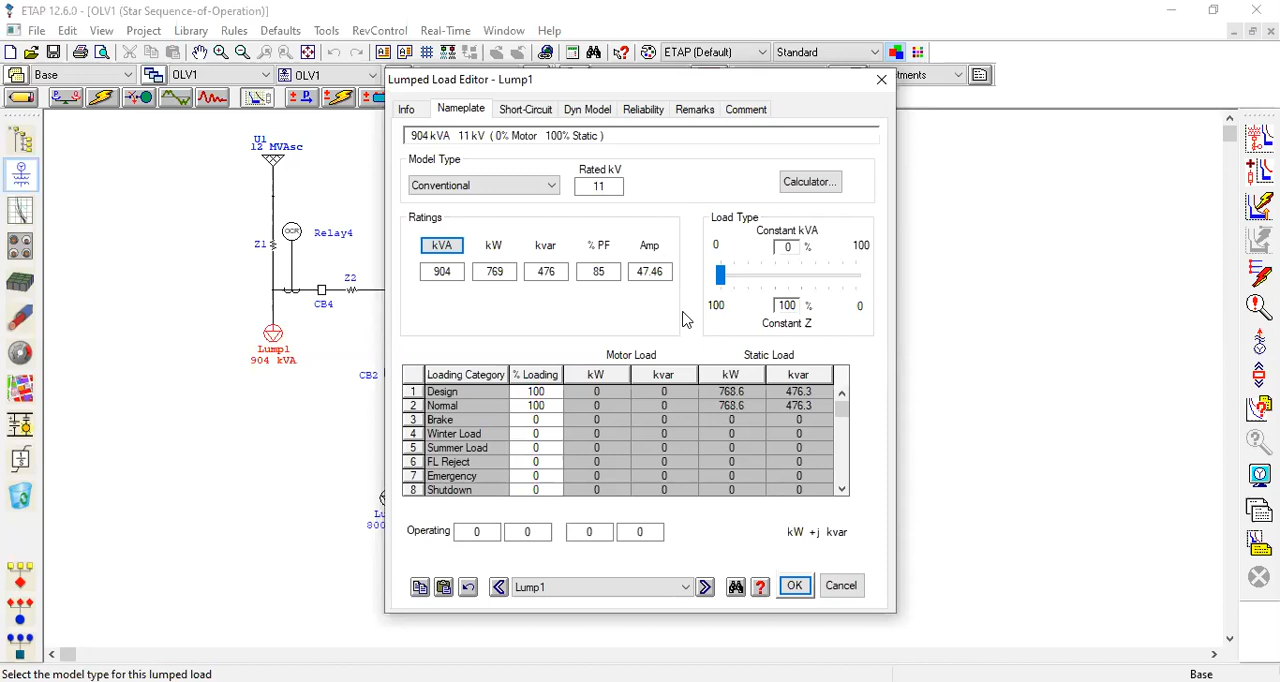 ETAP 12.6.0 - [OLV1 (Star Sequence-of-Operation)]
File Edit View Project Library Rules Defaults Tools RevControl Real-Time Window Help
ETAP (Default) Standard
Base OLV1 OLV1
Lumped Load Editor - Lump1
Info Nameplate Short-Circuit Dyn Model Reliability Remarks Comment
904 kVA 11 kV ( 0% Motor 100% Static )
Model Type
Conventional
Rated kV
11
Calculator...
Ratings
kVA kW kvar % PF Amp
904 769 476 85 47.46
Load Type
Constant kVA
0 0 % 100
100 100 % 0
Constant Z
Motor Load Static Load
Loading Category % Loading kW kvar kW kvar
1 Design 100 0 0 768.6 476.3
2 Normal 100 0 0 768.6 476.3
3 Brake 0 0 0 0 0
4 Winter Load 0 0 0 0 0
5 Summer Load 0 0 0 0 0
6 FL Reject 0 0 0 0 0
7 Emergency 0 0 0 0 0
8 Shutdown 0 0 0 0 0
Operating 0 0 0 0 kW +j kvar
Lump1
OK Cancel
U1
12 MVAsc
OCR
Relay4
Z1
Z2
CB4
Lump1
904 kVA
CB2
Lu
800
Select the model type for this lumped load
Base